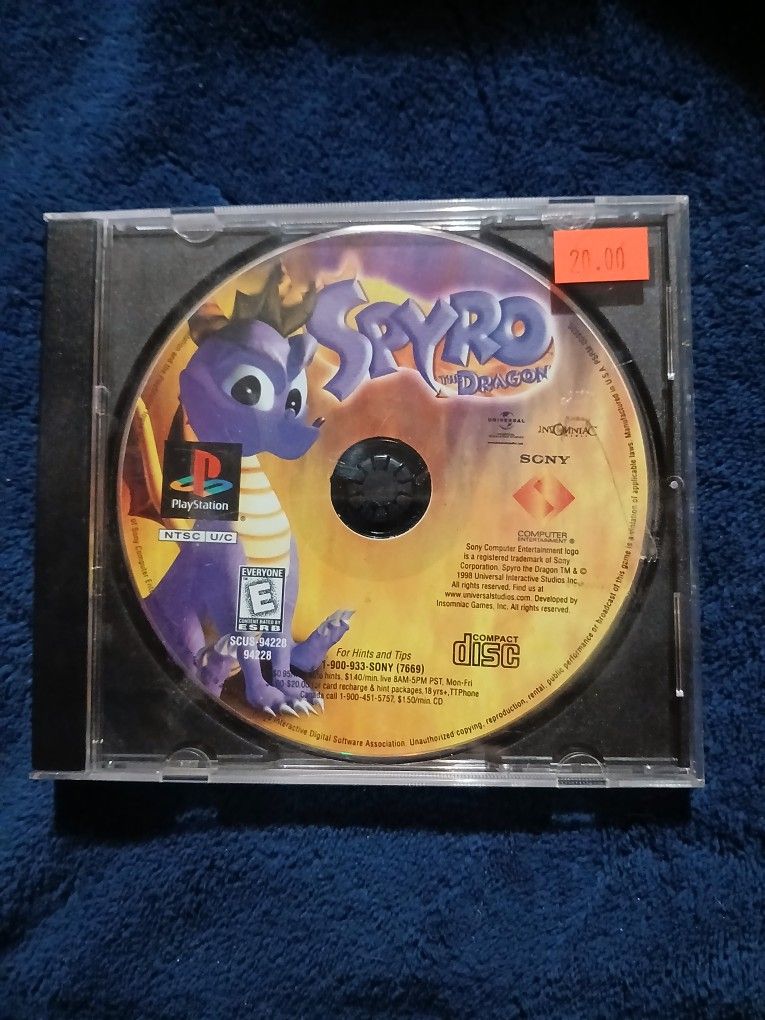 20.00
SPYRO
THE DRAGON
UNIVERSAL
INSOMNIAC
GAMES
SONY
COMPUTER
ENTERTAINMENT ®
PlayStation
®
NTSC U/C
Sony Computer Entertainment logo
is a registered trademark of Sony
Corporation. Spyro the Dragon TM & ©
1998 Universal Interactive Studios Inc.
All rights reserved. Find us at
www.universalstudios.com. Developed by
Insomniac Games, Inc. All rights reserved.
EVERYONE
E
CONTENT RATED BY
ESRB
SCUS-94228
94228
COMPACT
disc
For Hints and Tips
1-900-933-SONY (7669)
hints, $1.40/min. live 8AM-5PM PST, Mon-Fri
card recharge & hint packages, 18 yrs+, TTPhone
call 1-900-451-5757, $1.50/min. CD
Interactive Digital Software Association. Unauthorized copying, reproduction, rental, public performance or broadcast of this game is a violation of applicable laws. Manufactured in U.S.A.
of Sony Computer